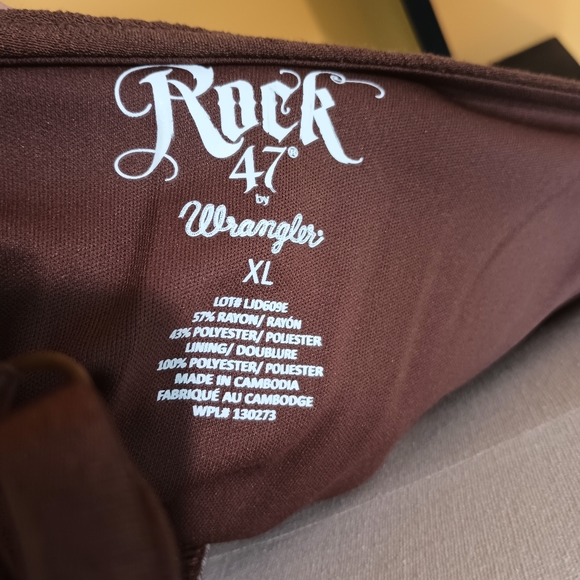 Rock
47®
by
Wrangler
XL
LOT# LJD609E
57% RAYON/ RAYÓN
43% POLYESTER/ POLIESTER
LINING/ DOUBLURE
100% POLYESTER/ POLIESTER
MADE IN CAMBODIA
FABRIQUÉ AU CAMBODGE
WPL# 130273